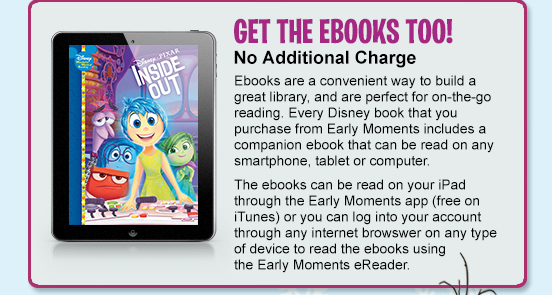 GET THE EBOOKS TOO!
No Additional Charge
Ebooks are a convenient way to build a
great library, and are perfect for on-the-go
reading. Every Disney book that you
purchase from Early Moments includes a
companion ebook that can be read on any
smartphone, tablet or computer.
The ebooks can be read on your iPad
through the Early Moments app (free on
iTunes) or you can log into your account
through any internet browswer on any type
of device to read the ebooks using
the Early Moments eReader.
Disney · PIXAR
INSIDE
OUT
Disney